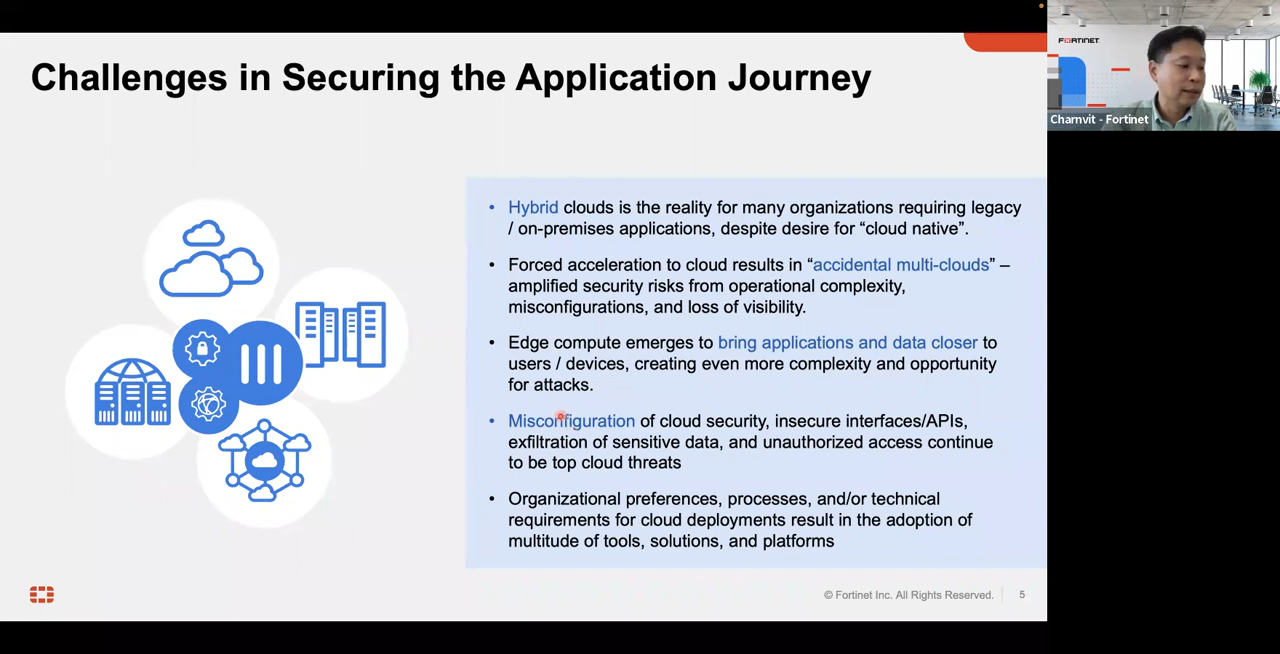 Challenges in Securing the Application Journey
FORTINET
Charnvit - Fortinet
• Hybrid clouds is the reality for many organizations requiring legacy
/ on-premises applications, despite desire for “cloud native”.
• Forced acceleration to cloud results in “accidental multi-clouds” –
amplified security risks from operational complexity,
misconfigurations, and loss of visibility.
• Edge compute emerges to bring applications and data closer to
users / devices, creating even more complexity and opportunity
for attacks.
• Misconfiguration of cloud security, insecure interfaces/APIs,
exfiltration of sensitive data, and unauthorized access continue
to be top cloud threats
• Organizational preferences, processes, and/or technical
requirements for cloud deployments result in the adoption of
multitude of tools, solutions, and platforms
© Fortinet Inc. All Rights Reserved.
5